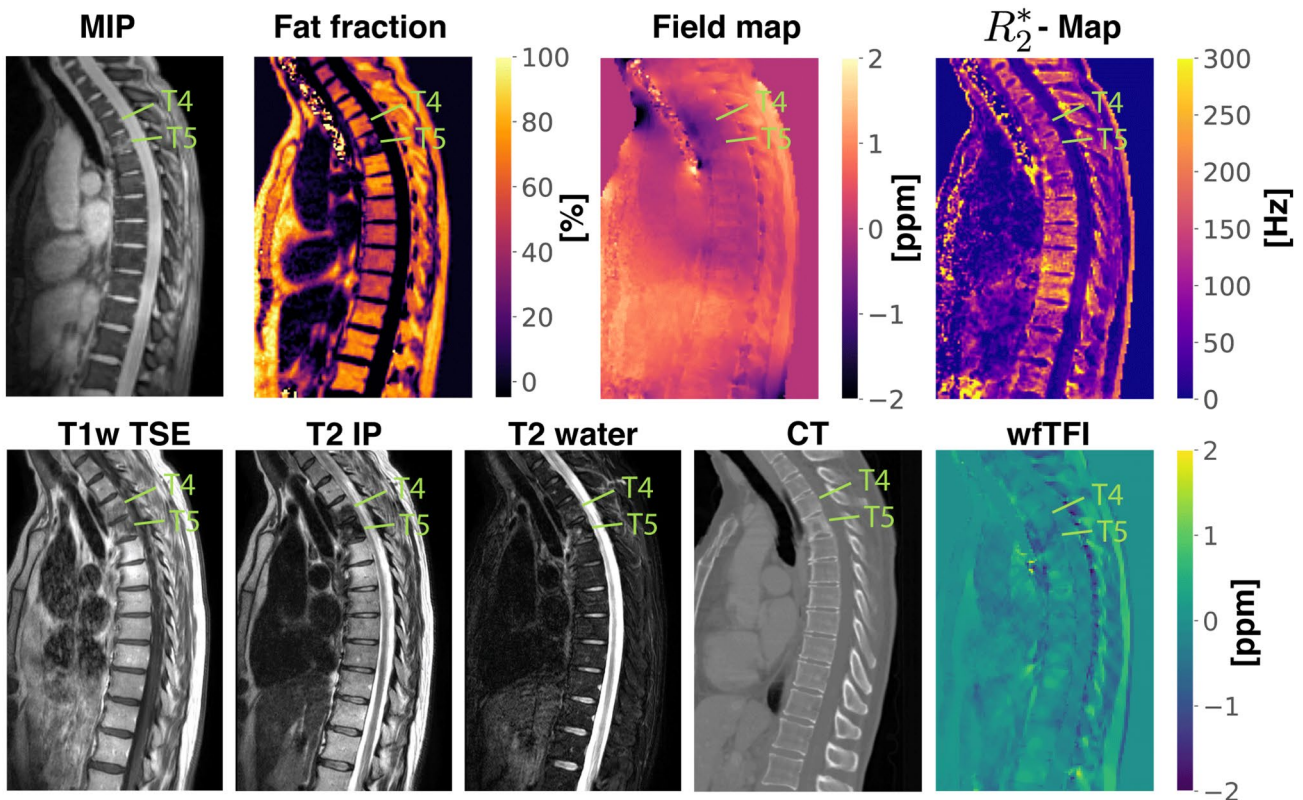 MIP
Fat fraction
Field map
R2* - Map
T4
T5
T4
T5
100
80
60
40
20
0
[%]
T4
T5
2
1
0
−1
−2
[ppm]
T4
T5
300
250
200
150
100
50
0
[Hz]
T1w TSE
T2 IP
T2 water
CT
wfTFI
T4
T5
T4
T5
T4
T5
T4
T5
T4
T5
2
1
0
−1
−2
[ppm]